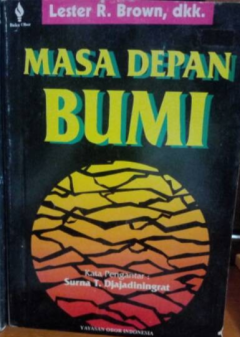 Lester R. Brown, dkk.
MASA DEPAN
BUMI
Kata Pengantar :
Surna T. Djajadiningrat
YAYASAN OBOR INDONESIA